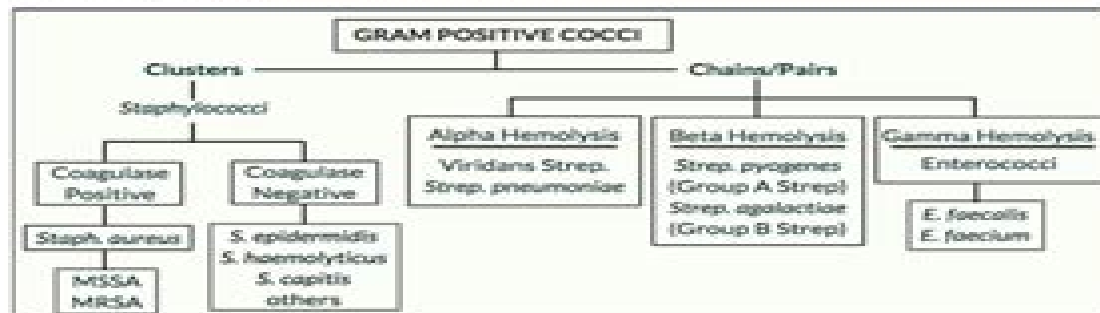 GRAM POSITIVE COCCI
Clusters
Chains/Pairs
Staphylococci
Coagulase
Positive
Coagulase
Negative
Staph. aureus
MSSA
MRSA
S. epidermidis
S. haemolyticus
S. capitis
others
Alpha Hemolysis
Viridans Strep.
Strep. pneumoniae
Beta Hemolysis
Strep. pyogenes
(Group A Strep)
Strep. agalactiae
(Group B Strep)
Gamma Hemolysis
Enterococci
E. faecalis
E. faecium